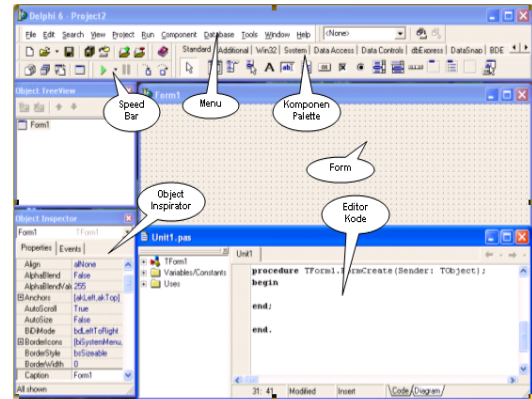 Delphi 6 - Project2
File Edit Search View Project Run Component Database Tools Window Help <None>
Standard Additional Win32 System Data Access Data Controls dbExpress DataSnap BDE
Object TreeView
Form1
Speed
Bar
Menu
Komponen
Palette
Form1
Form
Object
Inspirator
Editor
Kode
Object Inspector
Form1 TForm1
Properties Events
Align alNone
AlphaBlend False
AlphaBlendVal 255
Anchors [akLeft,akTop]
AutoScroll True
AutoSize False
BiDiMode bdLeftToRight
BorderIcons [biSystemMenu,
BorderStyle bsSizeable
BorderWidth 0
Caption Form1
All shown
Unit1.pas
TForm1
Variables/Constants
Uses
Unit1
procedure TForm1.FormCreate(Sender: TObject);
begin
end;
end.
31: 41 Modified Insert Code Diagram